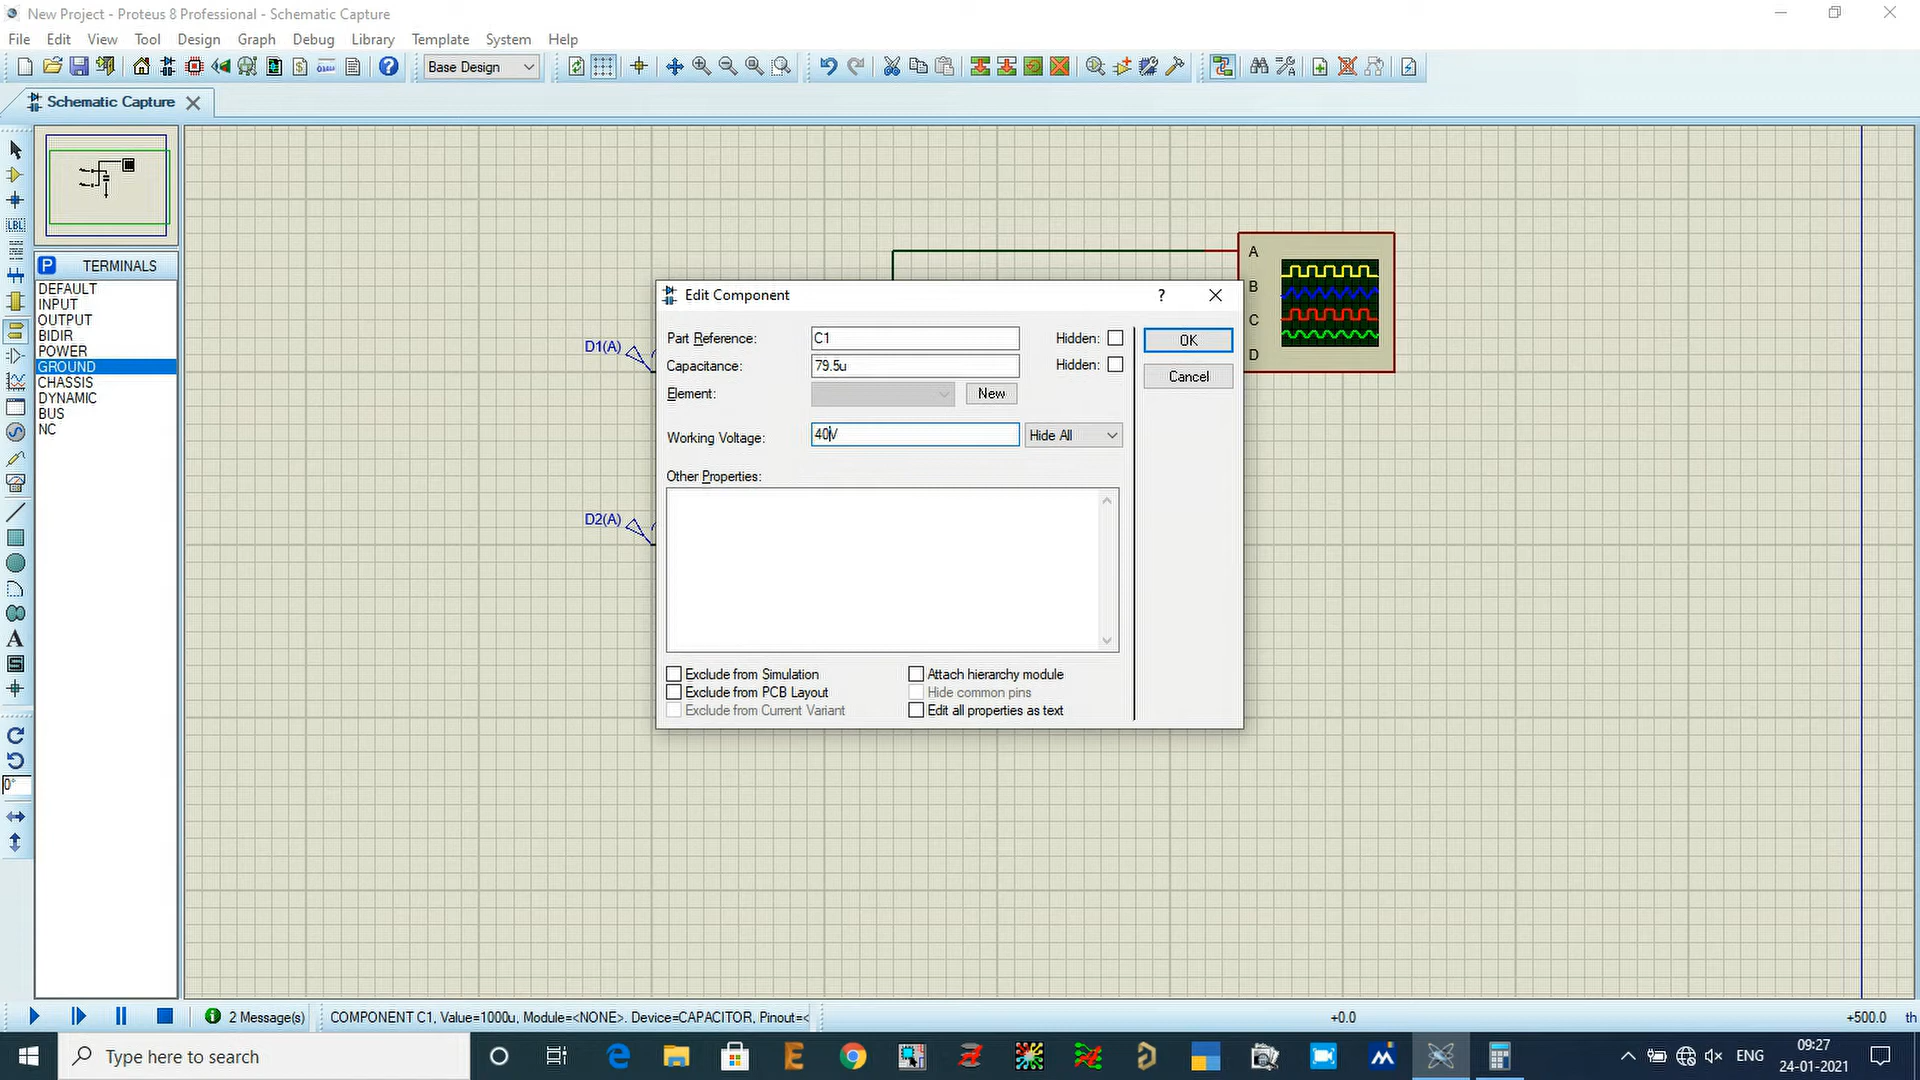 New Project - Proteus 8 Professional - Schematic Capture
File Edit View Tool Design Graph Debug Library Template System Help
Base Design
Schematic Capture
LBL
P TERMINALS
DEFAULT
INPUT
OUTPUT
BIDIR
POWER
GROUND
CHASSIS
DYNAMIC
BUS
NC
A
S
0°
D1(A)
D2(A)
A
B
C
D
Edit Component
?
Part Reference: C1 Hidden:
Capacitance: 79.5u Hidden:
Element: New
Working Voltage: 40V Hide All
Other Properties:
OK
Cancel
Exclude from Simulation Attach hierarchy module
Exclude from PCB Layout Hide common pins
Exclude from Current Variant Edit all properties as text
2 Message(s) COMPONENT C1, Value=1000u, Module=<NONE>. Device=CAPACITOR, Pinout=< +0.0 +500.0 th
Type here to search
ENG
09:27
24-01-2021